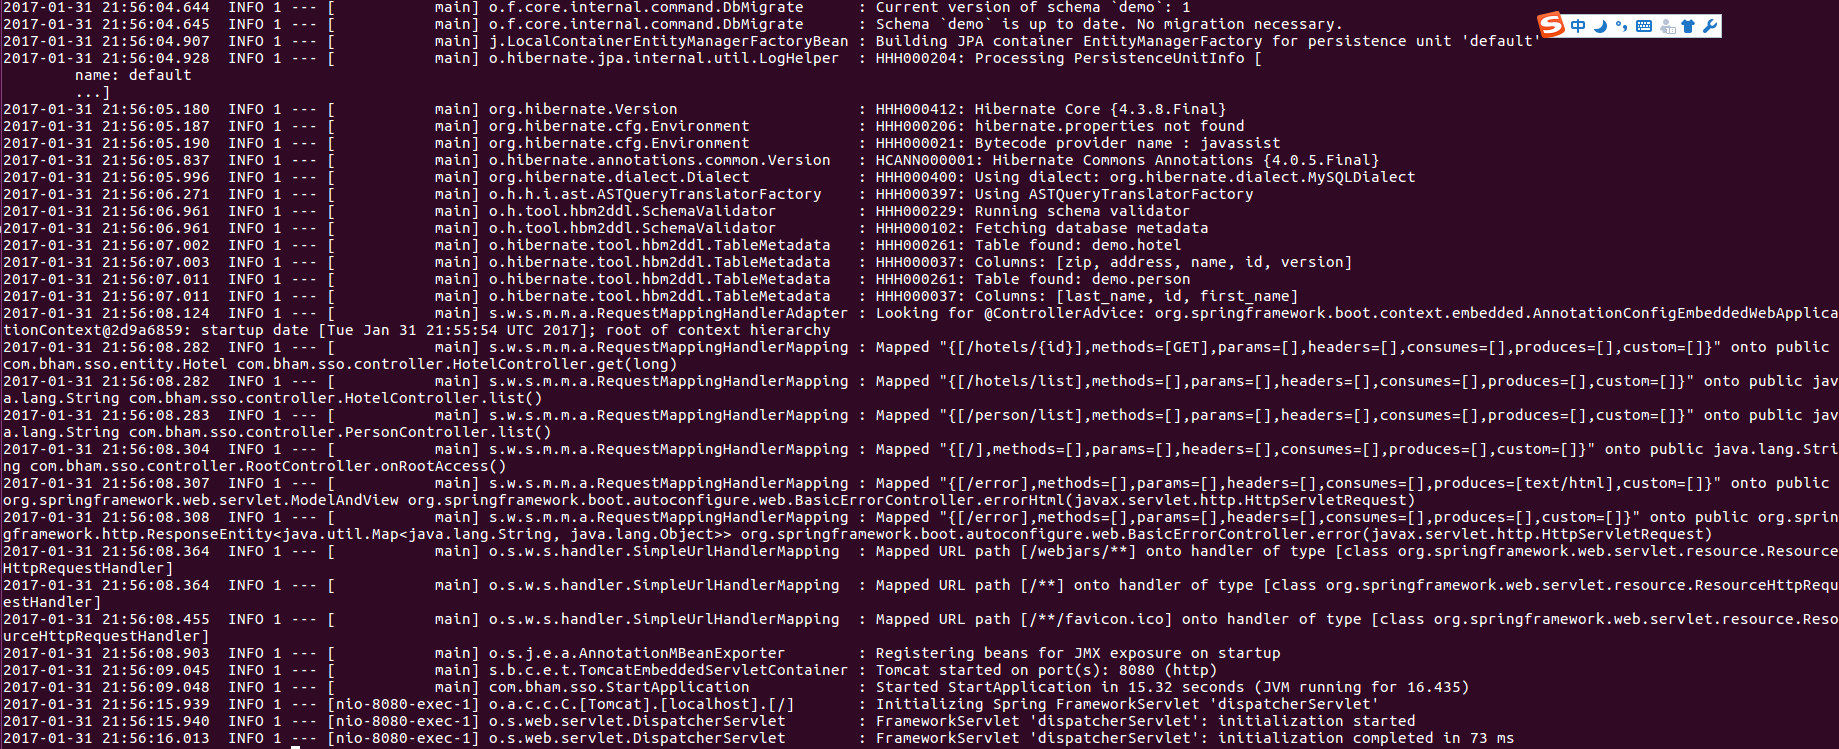 2017-01-31 21:56:04.644  INFO 1 --- [           main] o.f.core.internal.command.DbMigrate      : Current version of schema `demo`: 1
2017-01-31 21:56:04.645  INFO 1 --- [           main] o.f.core.internal.command.DbMigrate      : Schema `demo` is up to date. No migration necessary.
中
2017-01-31 21:56:04.907  INFO 1 --- [           main] j.LocalContainerEntityManagerFactoryBean : Building JPA container EntityManagerFactory for persistence unit 'default'
2017-01-31 21:56:04.928  INFO 1 --- [           main] o.hibernate.jpa.internal.util.LogHelper  : HHH000204: Processing PersistenceUnitInfo [
        name: default
        ...]
2017-01-31 21:56:05.180  INFO 1 --- [           main] org.hibernate.Version                    : HHH000412: Hibernate Core {4.3.8.Final}
2017-01-31 21:56:05.187  INFO 1 --- [           main] org.hibernate.cfg.Environment            : HHH000206: hibernate.properties not found
2017-01-31 21:56:05.190  INFO 1 --- [           main] org.hibernate.cfg.Environment            : HHH000021: Bytecode provider name : javassist
2017-01-31 21:56:05.837  INFO 1 --- [           main] o.hibernate.annotations.common.Version   : HCANN000001: Hibernate Commons Annotations {4.0.5.Final}
2017-01-31 21:56:05.996  INFO 1 --- [           main] org.hibernate.dialect.Dialect            : HHH000400: Using dialect: org.hibernate.dialect.MySQLDialect
2017-01-31 21:56:06.271  INFO 1 --- [           main] o.h.h.i.ast.ASTQueryTranslatorFactory    : HHH000397: Using ASTQueryTranslatorFactory
2017-01-31 21:56:06.961  INFO 1 --- [           main] o.h.tool.hbm2ddl.SchemaValidator         : HHH000229: Running schema validator
2017-01-31 21:56:06.961  INFO 1 --- [           main] o.h.tool.hbm2ddl.SchemaValidator         : HHH000102: Fetching database metadata
2017-01-31 21:56:07.002  INFO 1 --- [           main] o.hibernate.tool.hbm2ddl.TableMetadata   : HHH000261: Table found: demo.hotel
2017-01-31 21:56:07.003  INFO 1 --- [           main] o.hibernate.tool.hbm2ddl.TableMetadata   : HHH000037: Columns: [zip, address, name, id, version]
2017-01-31 21:56:07.011  INFO 1 --- [           main] o.hibernate.tool.hbm2ddl.TableMetadata   : HHH000261: Table found: demo.person
2017-01-31 21:56:07.011  INFO 1 --- [           main] o.hibernate.tool.hbm2ddl.TableMetadata   : HHH000037: Columns: [last_name, id, first_name]
2017-01-31 21:56:08.124  INFO 1 --- [           main] s.w.s.m.m.a.RequestMappingHandlerAdapter : Looking for @ControllerAdvice: org.springframework.boot.context.embedded.AnnotationConfigEmbeddedWebApplica
tionContext@2d9a6859: startup date [Tue Jan 31 21:55:54 UTC 2017]; root of context hierarchy
2017-01-31 21:56:08.282  INFO 1 --- [           main] s.w.s.m.m.a.RequestMappingHandlerMapping : Mapped "{[/hotels/{id}],methods=[GET],params=[],headers=[],consumes=[],produces=[],custom=[]}" onto public
com.bham.sso.entity.Hotel com.bham.sso.controller.HotelController.get(long)
2017-01-31 21:56:08.282  INFO 1 --- [           main] s.w.s.m.m.a.RequestMappingHandlerMapping : Mapped "{[/hotels/list],methods=[],params=[],headers=[],consumes=[],produces=[],custom=[]}" onto public jav
a.lang.String com.bham.sso.controller.HotelController.list()
2017-01-31 21:56:08.283  INFO 1 --- [           main] s.w.s.m.m.a.RequestMappingHandlerMapping : Mapped "{[/person/list],methods=[],params=[],headers=[],consumes=[],produces=[],custom=[]}" onto public jav
a.lang.String com.bham.sso.controller.PersonController.list()
2017-01-31 21:56:08.304  INFO 1 --- [           main] s.w.s.m.m.a.RequestMappingHandlerMapping : Mapped "{[/],methods=[],params=[],headers=[],consumes=[],produces=[],custom=[]}" onto public java.lang.Stri
ng com.bham.sso.controller.RootController.onRootAccess()
2017-01-31 21:56:08.307  INFO 1 --- [           main] s.w.s.m.m.a.RequestMappingHandlerMapping : Mapped "{[/error],methods=[],params=[],headers=[],consumes=[],produces=[text/html],custom=[]}" onto public
org.springframework.web.servlet.ModelAndView org.springframework.boot.autoconfigure.web.BasicErrorController.errorHtml(javax.servlet.http.HttpServletRequest)
2017-01-31 21:56:08.308  INFO 1 --- [           main] s.w.s.m.m.a.RequestMappingHandlerMapping : Mapped "{[/error],methods=[],params=[],headers=[],consumes=[],produces=[],custom=[]}" onto public org.sprin
gframework.http.ResponseEntity<java.util.Map<java.lang.String, java.lang.Object>> org.springframework.boot.autoconfigure.web.BasicErrorController.error(javax.servlet.http.HttpServletRequest)
2017-01-31 21:56:08.364  INFO 1 --- [           main] o.s.w.s.handler.SimpleUrlHandlerMapping  : Mapped URL path [/webjars/**] onto handler of type [class org.springframework.web.servlet.resource.Resource
HttpRequestHandler]
2017-01-31 21:56:08.364  INFO 1 --- [           main] o.s.w.s.handler.SimpleUrlHandlerMapping  : Mapped URL path [/**] onto handler of type [class org.springframework.web.servlet.resource.ResourceHttpRequ
estHandler]
2017-01-31 21:56:08.455  INFO 1 --- [           main] o.s.w.s.handler.SimpleUrlHandlerMapping  : Mapped URL path [/**/favicon.ico] onto handler of type [class org.springframework.web.servlet.resource.Reso
urceHttpRequestHandler]
2017-01-31 21:56:08.903  INFO 1 --- [           main] o.s.j.e.a.AnnotationMBeanExporter        : Registering beans for JMX exposure on startup
2017-01-31 21:56:09.045  INFO 1 --- [           main] s.b.c.e.t.TomcatEmbeddedServletContainer : Tomcat started on port(s): 8080 (http)
2017-01-31 21:56:09.048  INFO 1 --- [           main] com.bham.sso.StartApplication            : Started StartApplication in 15.32 seconds (JVM running for 16.435)
2017-01-31 21:56:15.939  INFO 1 --- [nio-8080-exec-1] o.a.c.c.C.[Tomcat].[localhost].[/]       : Initializing Spring FrameworkServlet 'dispatcherServlet'
2017-01-31 21:56:15.940  INFO 1 --- [nio-8080-exec-1] o.s.web.servlet.DispatcherServlet        : FrameworkServlet 'dispatcherServlet': initialization started
2017-01-31 21:56:16.013  INFO 1 --- [nio-8080-exec-1] o.s.web.servlet.DispatcherServlet        : FrameworkServlet 'dispatcherServlet': initialization completed in 73 ms